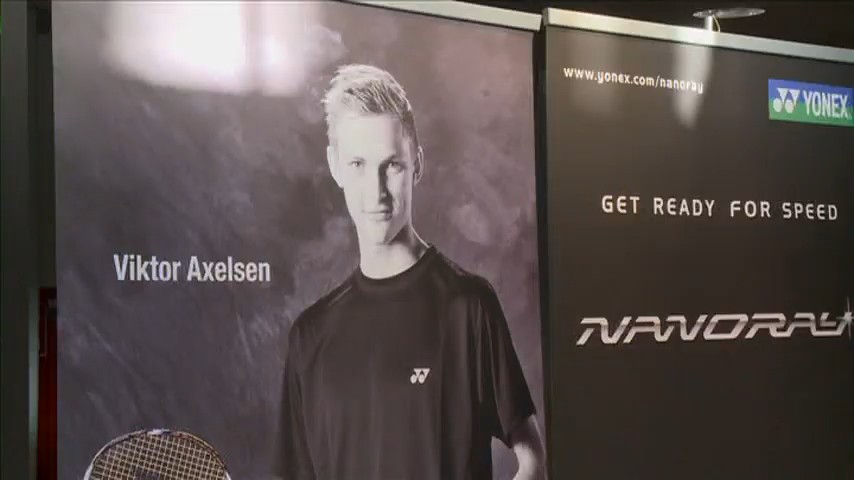 Viktor Axelsen
www.yonex.com/nanoray
YONEX
GET READY FOR SPEED
NANORAY